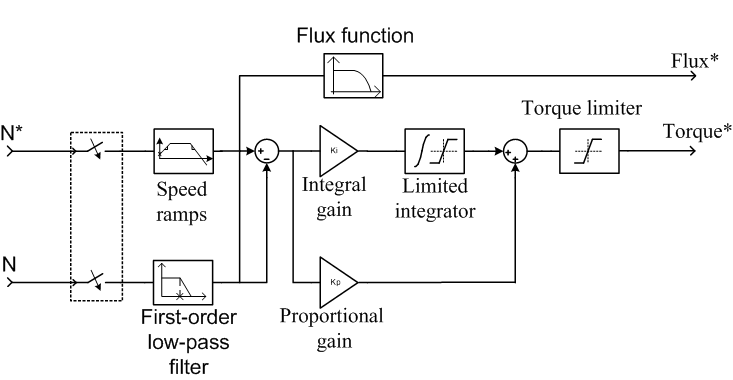 Flux function
Flux*
Torque limiter
N*
Torque*
+
−
Ki
+
+
Speed
ramps
Integral
gain
Limited
integrator
N
Kp
First-order
low-pass
filter
Proportional
gain